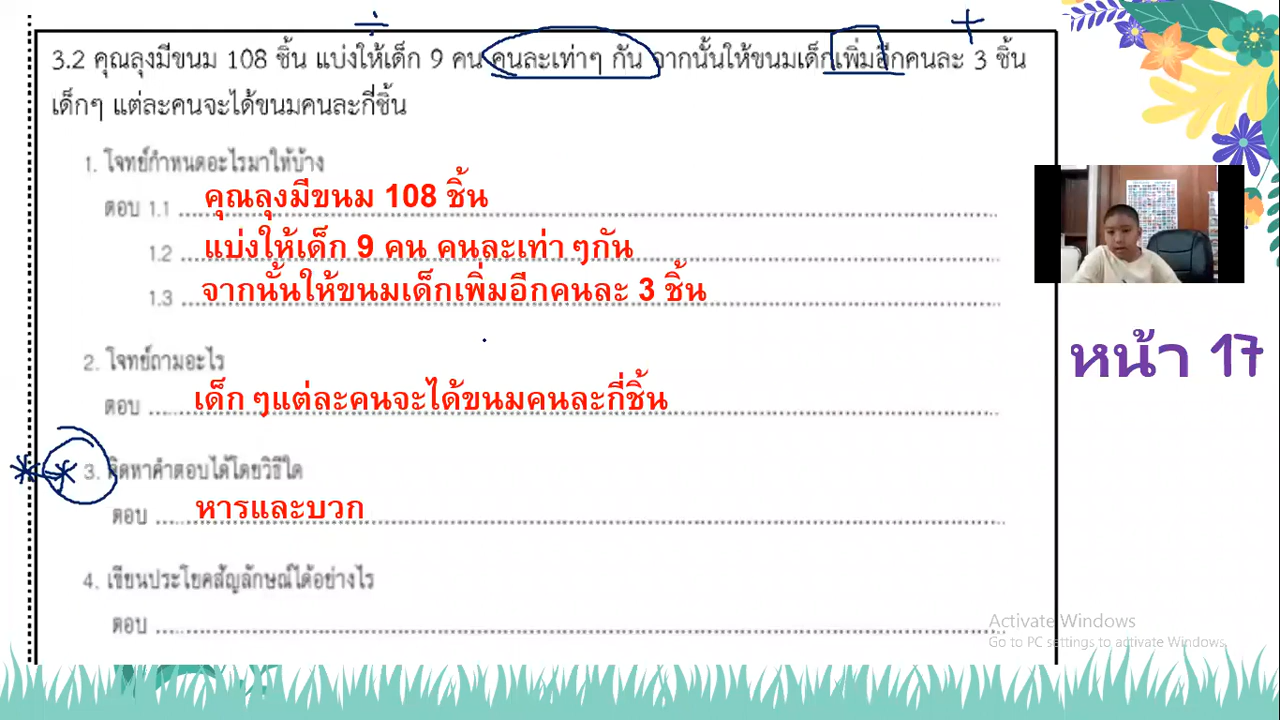 ÷ +
3.2 คุณลุงมีขนม 108 ชิ้น แบ่งให้เด็ก 9 คน คนละเท่าๆ กัน จากนั้นให้ขนมเด็กเพิ่มอีกคนละ 3 ชิ้น
เด็กๆ แต่ละคนจะได้ขนมคนละกี่ชิ้น
1. โจทย์กำหนดอะไรมาให้บ้าง
ตอบ 1.1 คุณลุงมีขนม 108 ชิ้น
1.2 แบ่งให้เด็ก 9 คน คนละเท่าๆกัน
1.3 จากนั้นให้ขนมเด็กเพิ่มอีกคนละ 3 ชิ้น
หน้า 17
2. โจทย์ถามอะไร
ตอบ เด็กๆแต่ละคนจะได้ขนมคนละกี่ชิ้น
3. คิดหาคำตอบได้โดยวิธีใด
ตอบ หารและบวก
4. เขียนประโยคสัญลักษณ์ได้อย่างไร
ตอบ
Activate Windows
Go to PC settings to activate Windows.